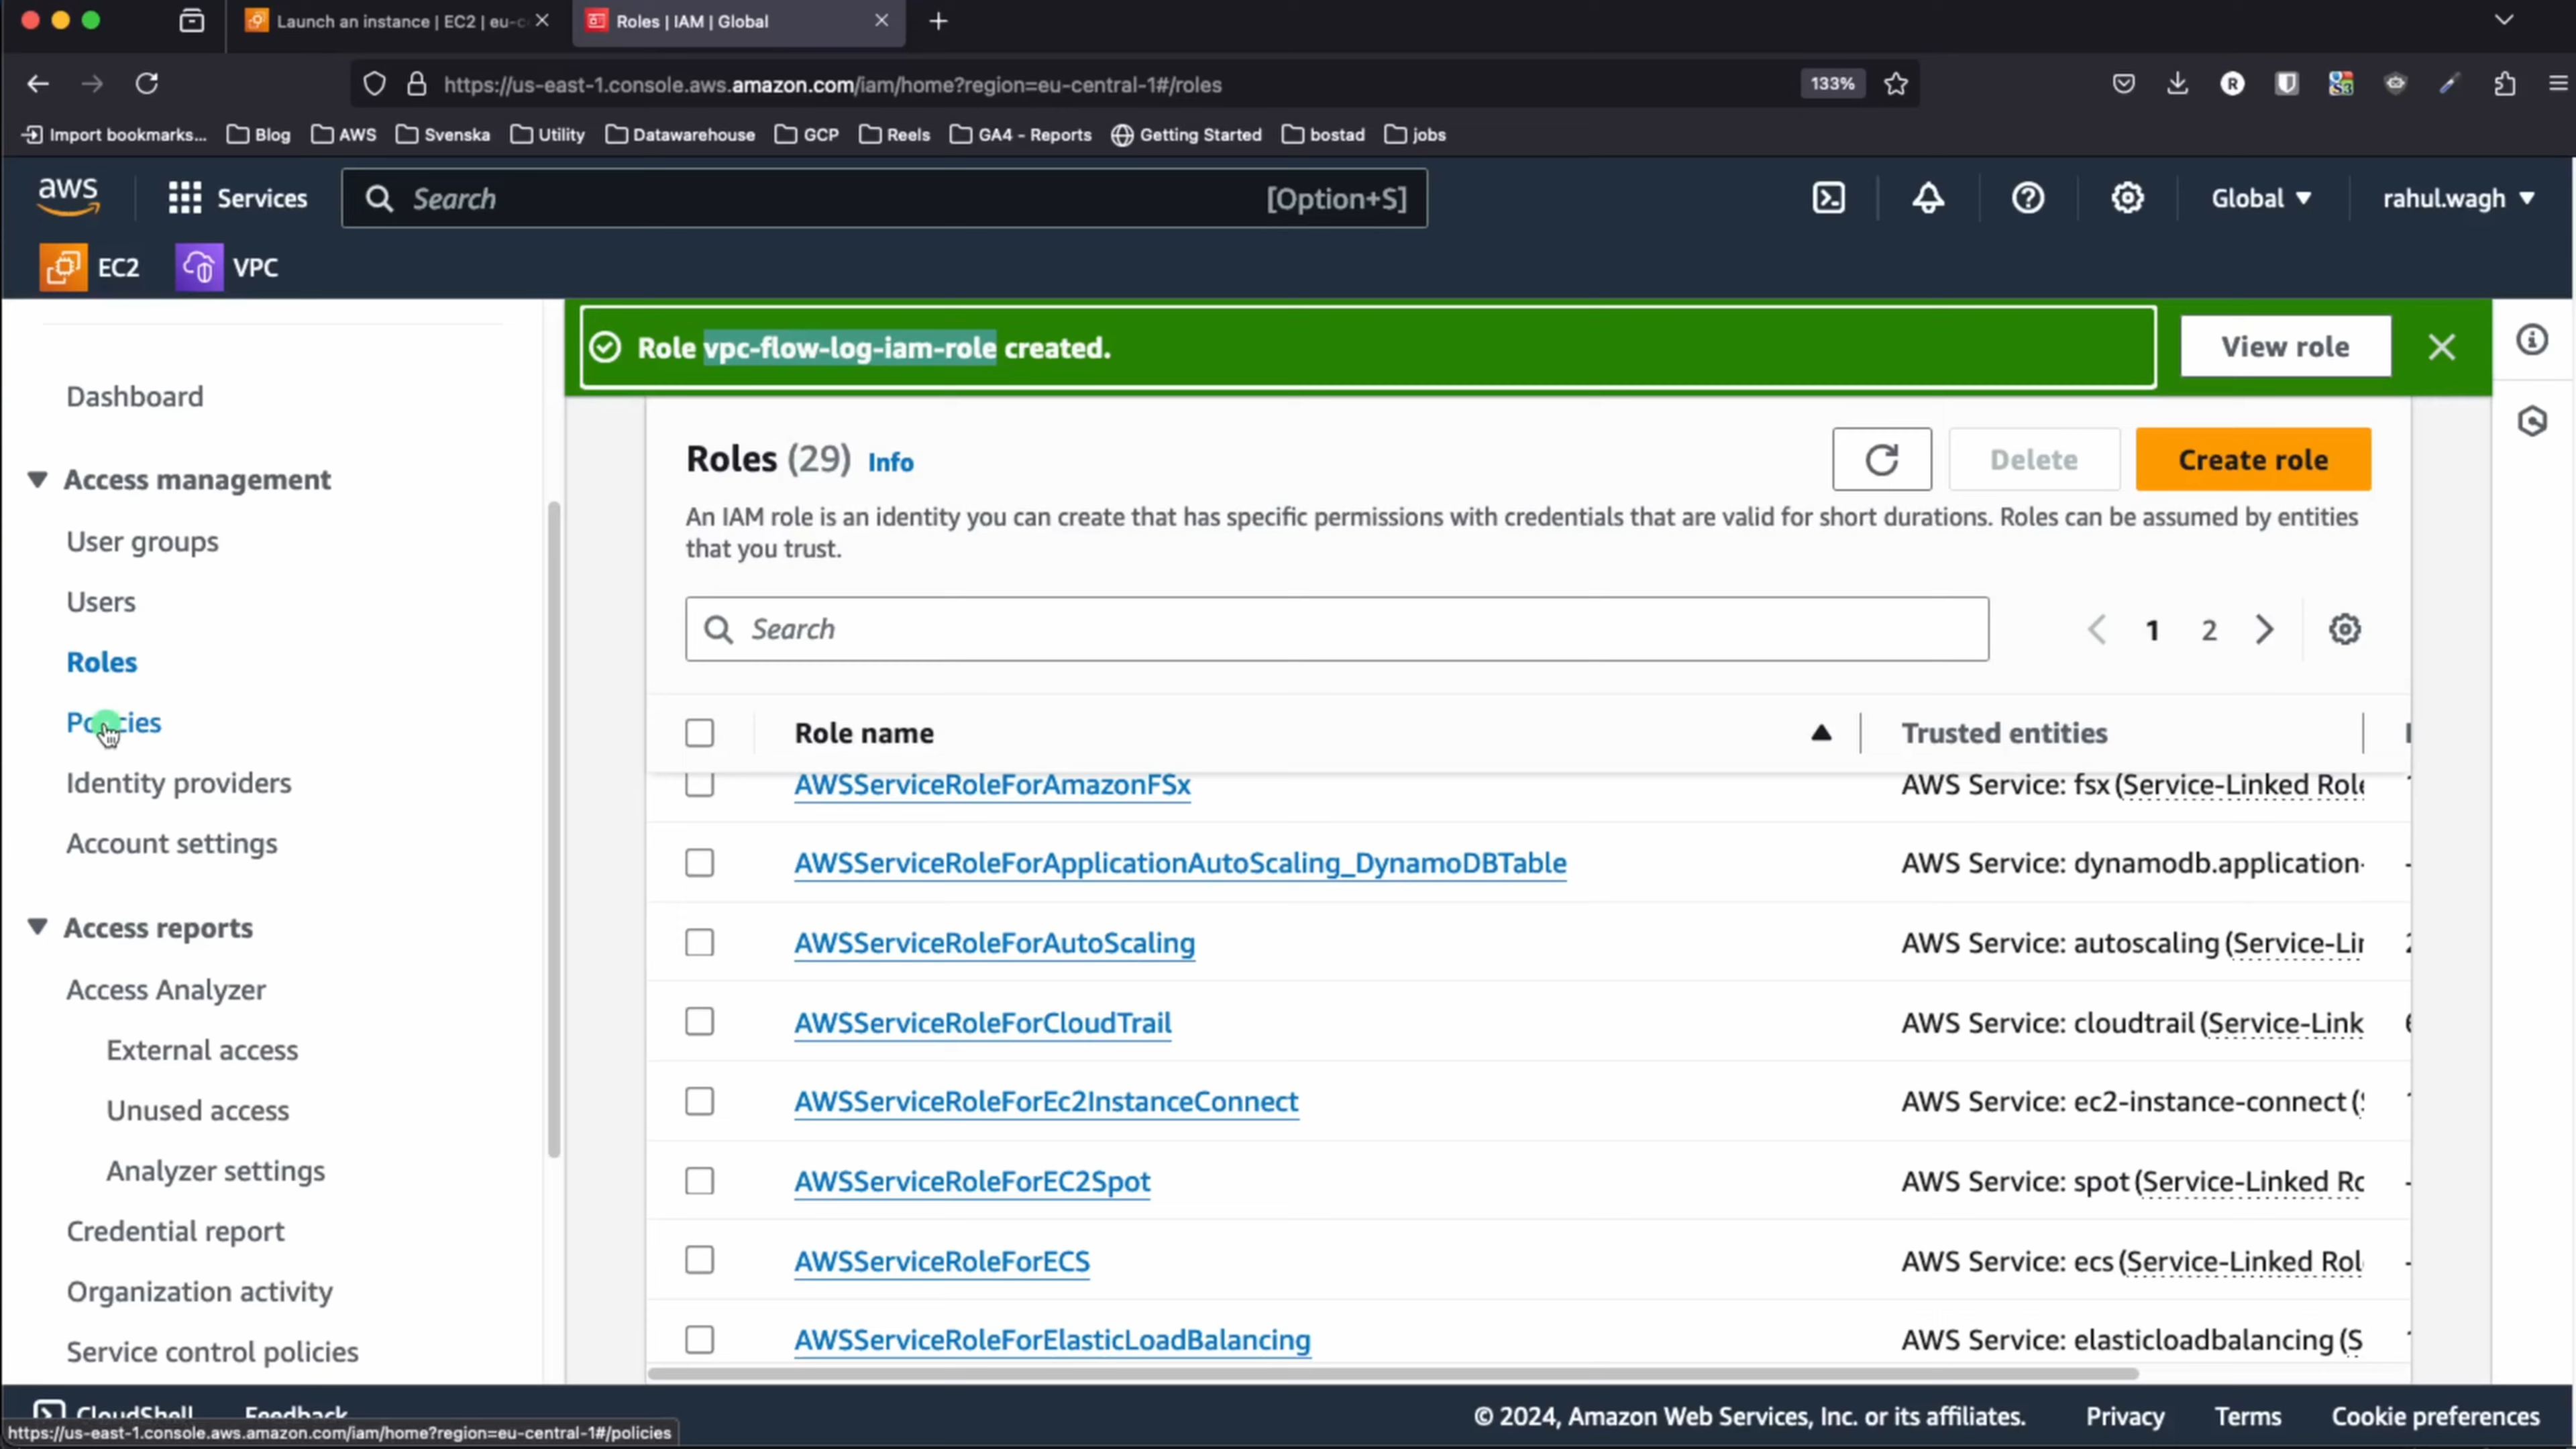 Launch an instance | EC2 | eu-c
Roles | IAM | Global
https://us-east-1.console.aws.amazon.com/iam/home?region=eu-central-1#/roles
133%
Import bookmarks...
Blog
AWS
Svenska
Utility
Datawarehouse
GCP
Reels
GA4 - Reports
Getting Started
bostad
jobs
aws
Services
Search
[Option+S]
Global
rahul.wagh
EC2
VPC
Role vpc-flow-log-iam-role created.
View role
Dashboard
Access management
User groups
Users
Roles
Policies
Identity providers
Account settings
Access reports
Access Analyzer
External access
Unused access
Analyzer settings
Credential report
Organization activity
Service control policies
Roles (29) Info
Delete
Create role
An IAM role is an identity you can create that has specific permissions with credentials that are valid for short durations. Roles can be assumed by entities
that you trust.
Search
1
2
Role name
Trusted entities
AWSServiceRoleForAmazonFSx
AWS Service: fsx (Service-Linked Role
AWSServiceRoleForApplicationAutoScaling_DynamoDBTable
AWS Service: dynamodb.application-
-
AWSServiceRoleForAutoScaling
AWS Service: autoscaling (Service-Lin
AWSServiceRoleForCloudTrail
AWS Service: cloudtrail (Service-Link
AWSServiceRoleForEc2InstanceConnect
AWS Service: ec2-instance-connect (S
AWSServiceRoleForEC2Spot
AWS Service: spot (Service-Linked Ro
-
AWSServiceRoleForECS
AWS Service: ecs (Service-Linked Rol
-
AWSServiceRoleForElasticLoadBalancing
AWS Service: elasticloadbalancing (S
CloudShell
Feedback
© 2024, Amazon Web Services, Inc. or its affiliates.
Privacy
Terms
Cookie preferences
https://us-east-1.console.aws.amazon.com/iam/home?region=eu-central-1#/policies